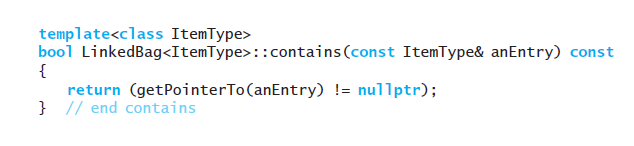 template<class ItemType>
bool LinkedBag<ItemType>::contains(const ItemType& anEntry) const
{
   return (getPointerTo(anEntry) != nullptr);
}  // end contains